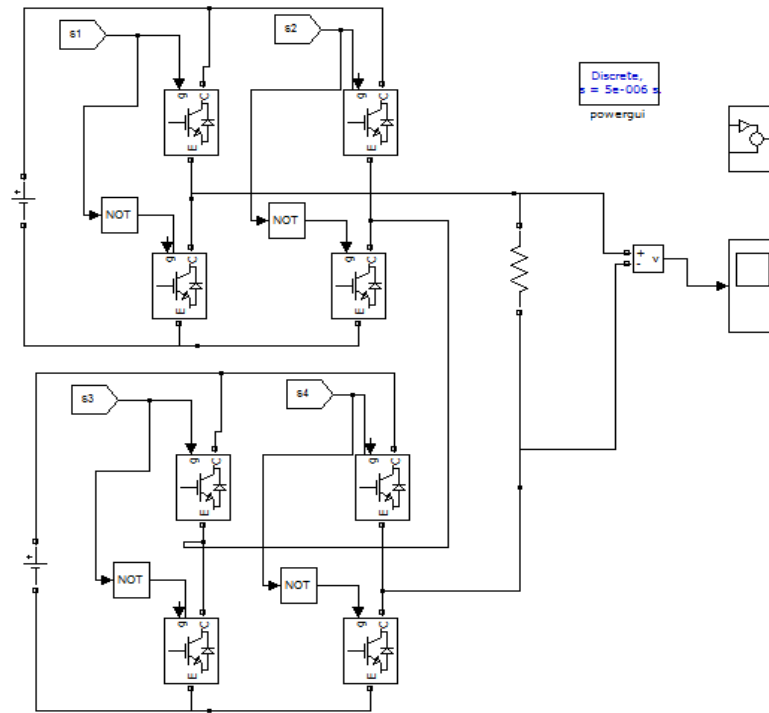 s1
s2
g
C
E
g
C
E
Discrete,
s = 5e-006 s.
powergui
NOT
NOT
g
C
E
g
C
E
+
-
v
s3
s4
g
C
E
g
C
E
NOT
NOT
g
C
E
g
C
E